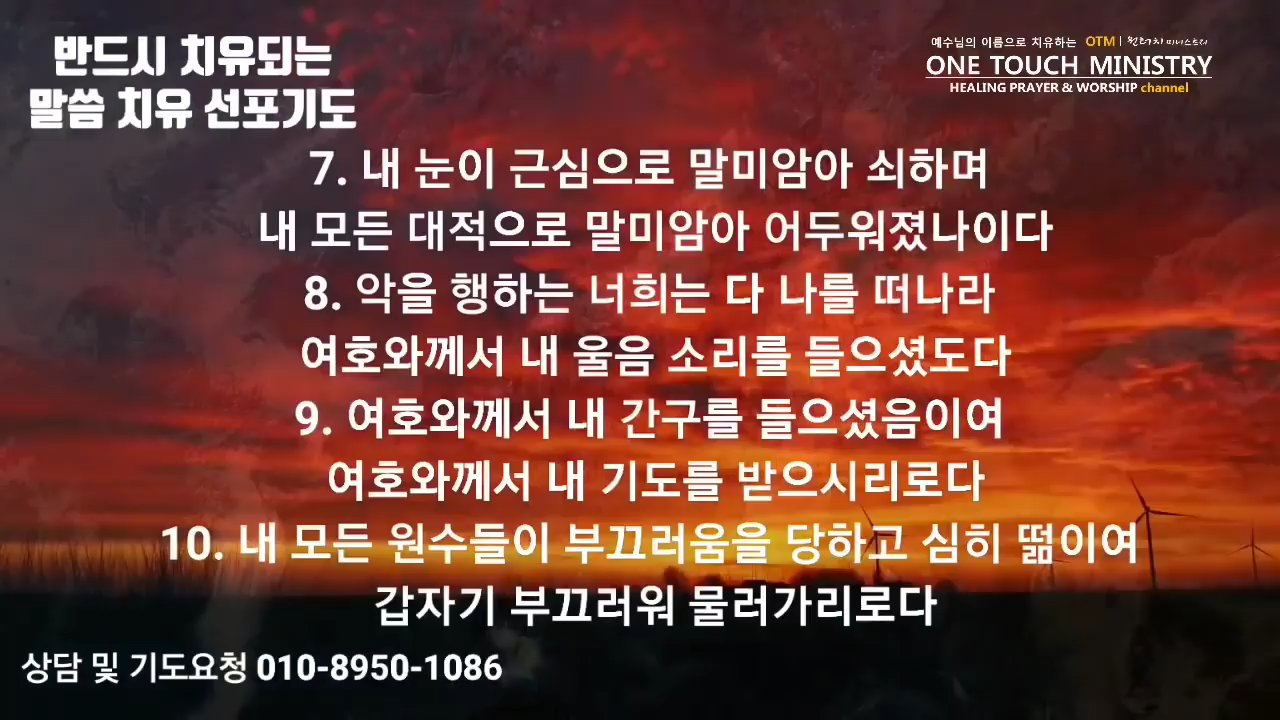 반드시 치유되는
말씀 치유 선포기도
예수님의 이름으로 치유하는 OTM | 원터치 미니스트리
ONE TOUCH MINISTRY
HEALING PRAYER & WORSHIP channel
7. 내 눈이 근심으로 말미암아 쇠하며
내 모든 대적으로 말미암아 어두워졌나이다
8. 악을 행하는 너희는 다 나를 떠나라
여호와께서 내 울음 소리를 들으셨도다
9. 여호와께서 내 간구를 들으셨음이여
여호와께서 내 기도를 받으시리로다
10. 내 모든 원수들이 부끄러움을 당하고 심히 떪이여
갑자기 부끄러워 물러가리로다
상담 및 기도요청 010-8950-1086